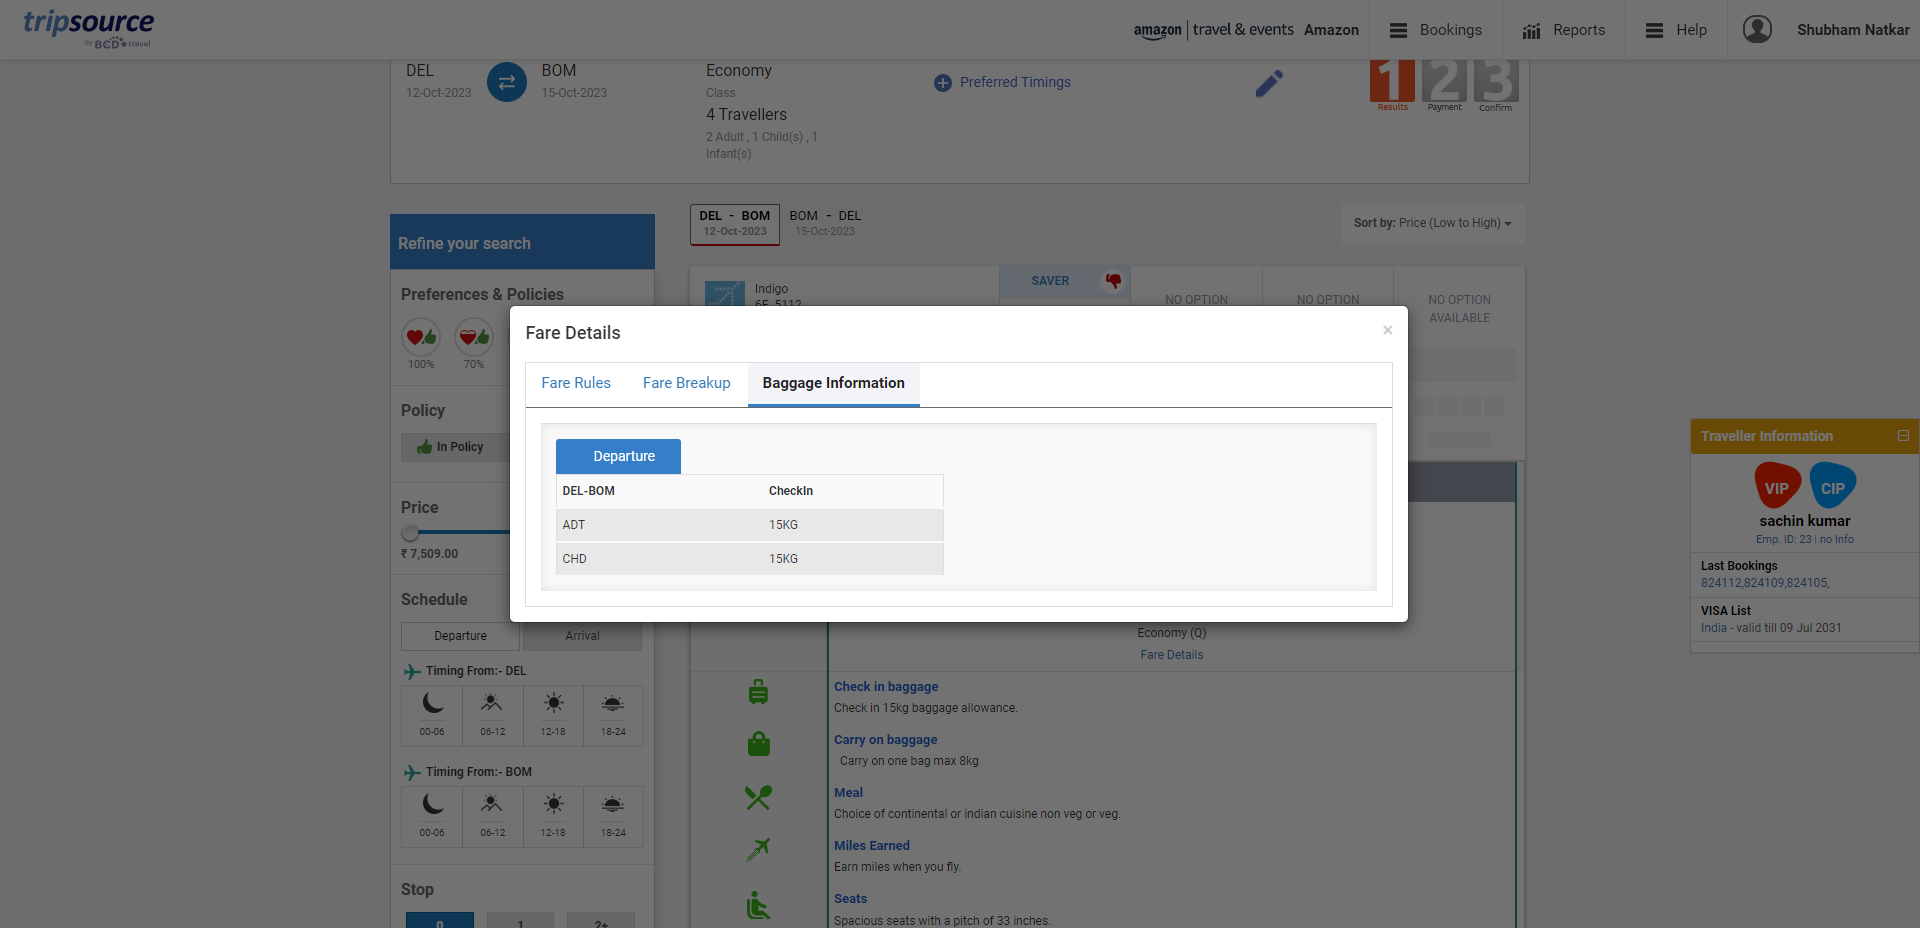 tripsource
by BCD travel
amazon | travel & events Amazon
Bookings
Reports
Help
Shubham Natkar
DEL
12-Oct-2023
BOM
15-Oct-2023
Economy
Class
4 Travellers
2 Adult , 1 Child(s) , 1
Infant(s)
Preferred Timings
1 2 3
Results Payment Confirm
Refine your search
Preferences & Policies
100% 70%
Policy
In Policy
Price
₹ 7,509.00
Schedule
Departure Arrival
Timing From:- DEL
00-06 06-12 12-18 18-24
Timing From:- BOM
00-06 06-12 12-18 18-24
Stop
0 1 2+
DEL - BOM
12-Oct-2023
BOM - DEL
15-Oct-2023
Sort by: Price (Low to High)
Indigo
6E 5112
SAVER
NO OPTION
NO OPTION
NO OPTION
AVAILABLE
Fare Details
×
Fare Rules Fare Breakup Baggage Information
Departure
DEL-BOM CheckIn
ADT 15KG
CHD 15KG
Economy (Q)
Fare Details
Check in baggage
Check in 15kg baggage allowance.
Carry on baggage
Carry on one bag max 8kg
Meal
Choice of continental or indian cuisine non veg or veg.
Miles Earned
Earn miles when you fly.
Seats
Spacious seats with a pitch of 33 inches.
Traveller Information
VIP CIP
sachin kumar
Emp. ID: 23 | no Info
Last Bookings
824112,824109,824105,
VISA List
India - valid till 09 Jul 2031